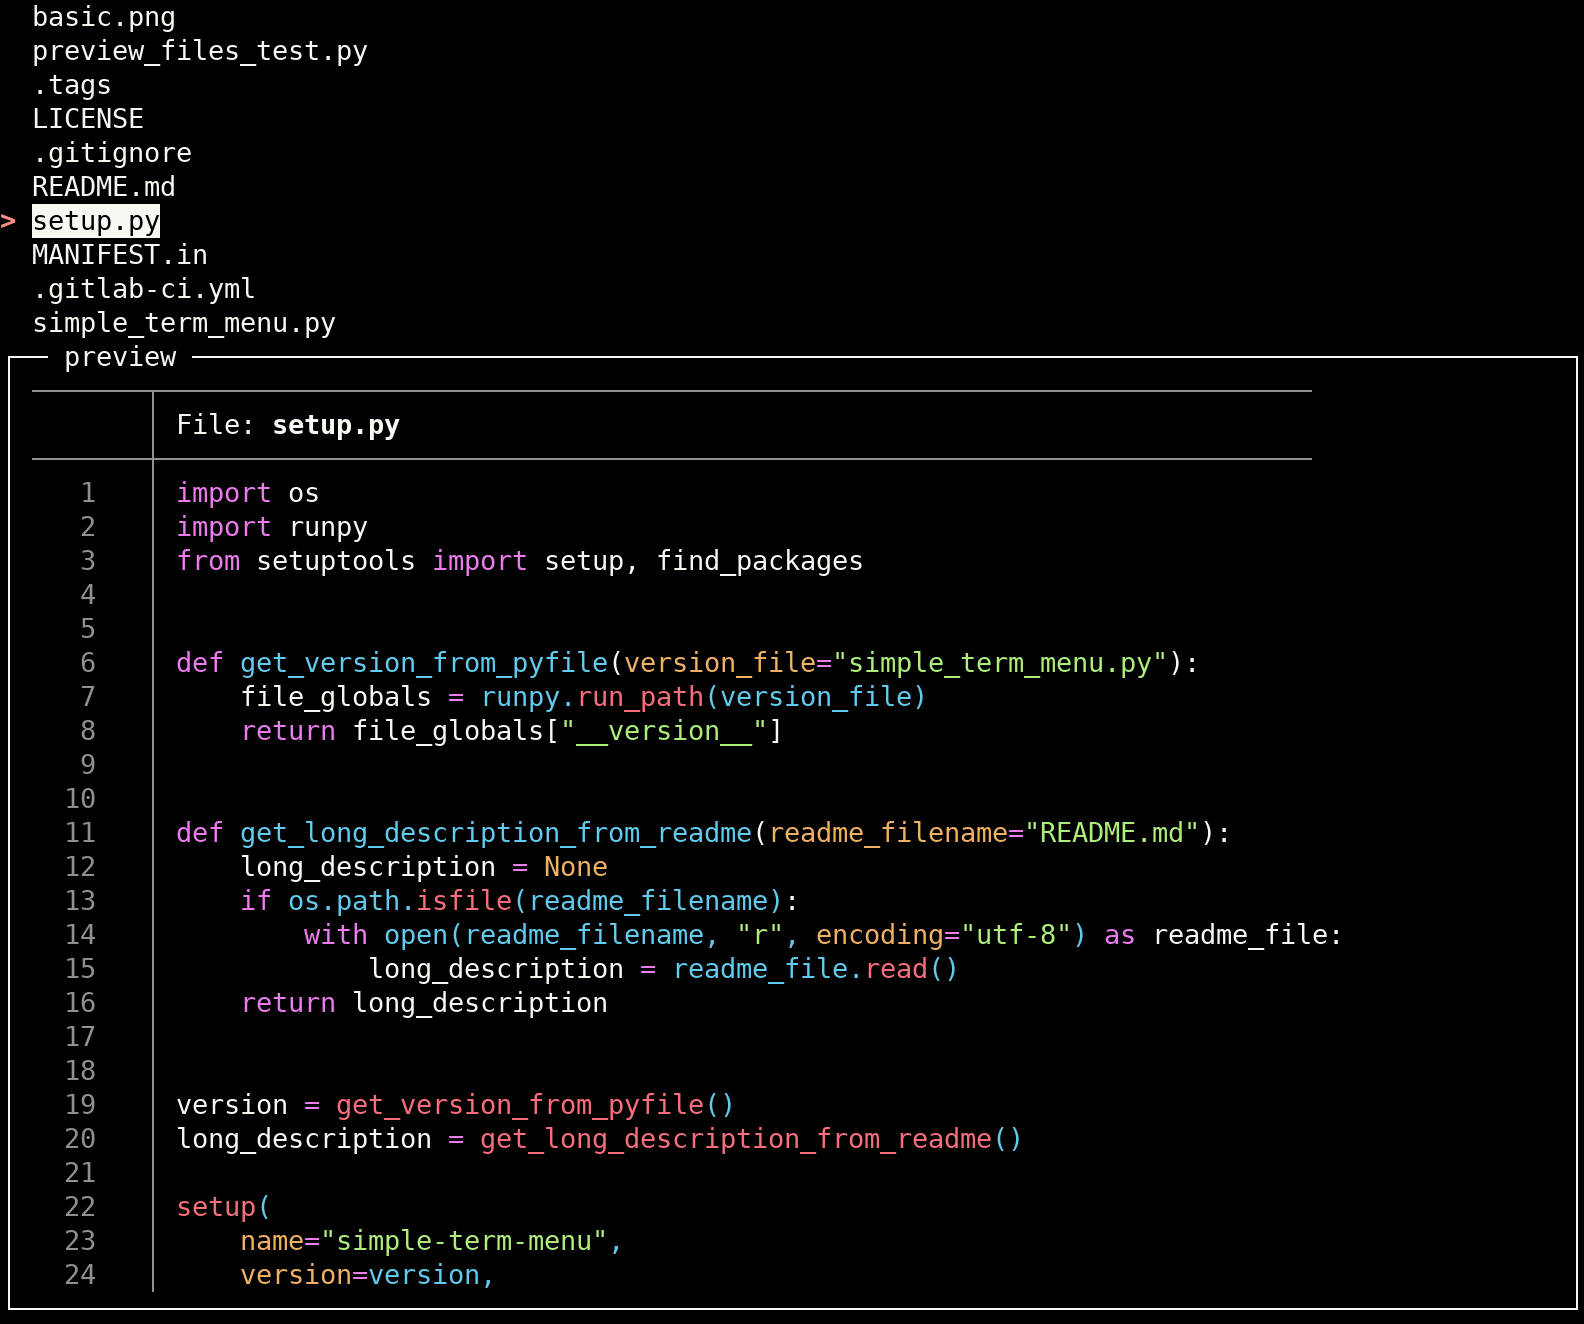 basic.png
preview_files_test.py
.tags
LICENSE
.gitignore
README.md
> setup.py
MANIFEST.in
.gitlab-ci.yml
simple_term_menu.py
preview
File: setup.py
1 import os
2 import runpy
3 from setuptools import setup, find_packages
4
5
6 def get_version_from_pyfile(version_file="simple_term_menu.py"):
7     file_globals = runpy.run_path(version_file)
8     return file_globals["__version__"]
9
10
11 def get_long_description_from_readme(readme_filename="README.md"):
12     long_description = None
13     if os.path.isfile(readme_filename):
14         with open(readme_filename, "r", encoding="utf-8") as readme_file:
15             long_description = readme_file.read()
16     return long_description
17
18
19 version = get_version_from_pyfile()
20 long_description = get_long_description_from_readme()
21
22 setup(
23     name="simple-term-menu",
24     version=version,